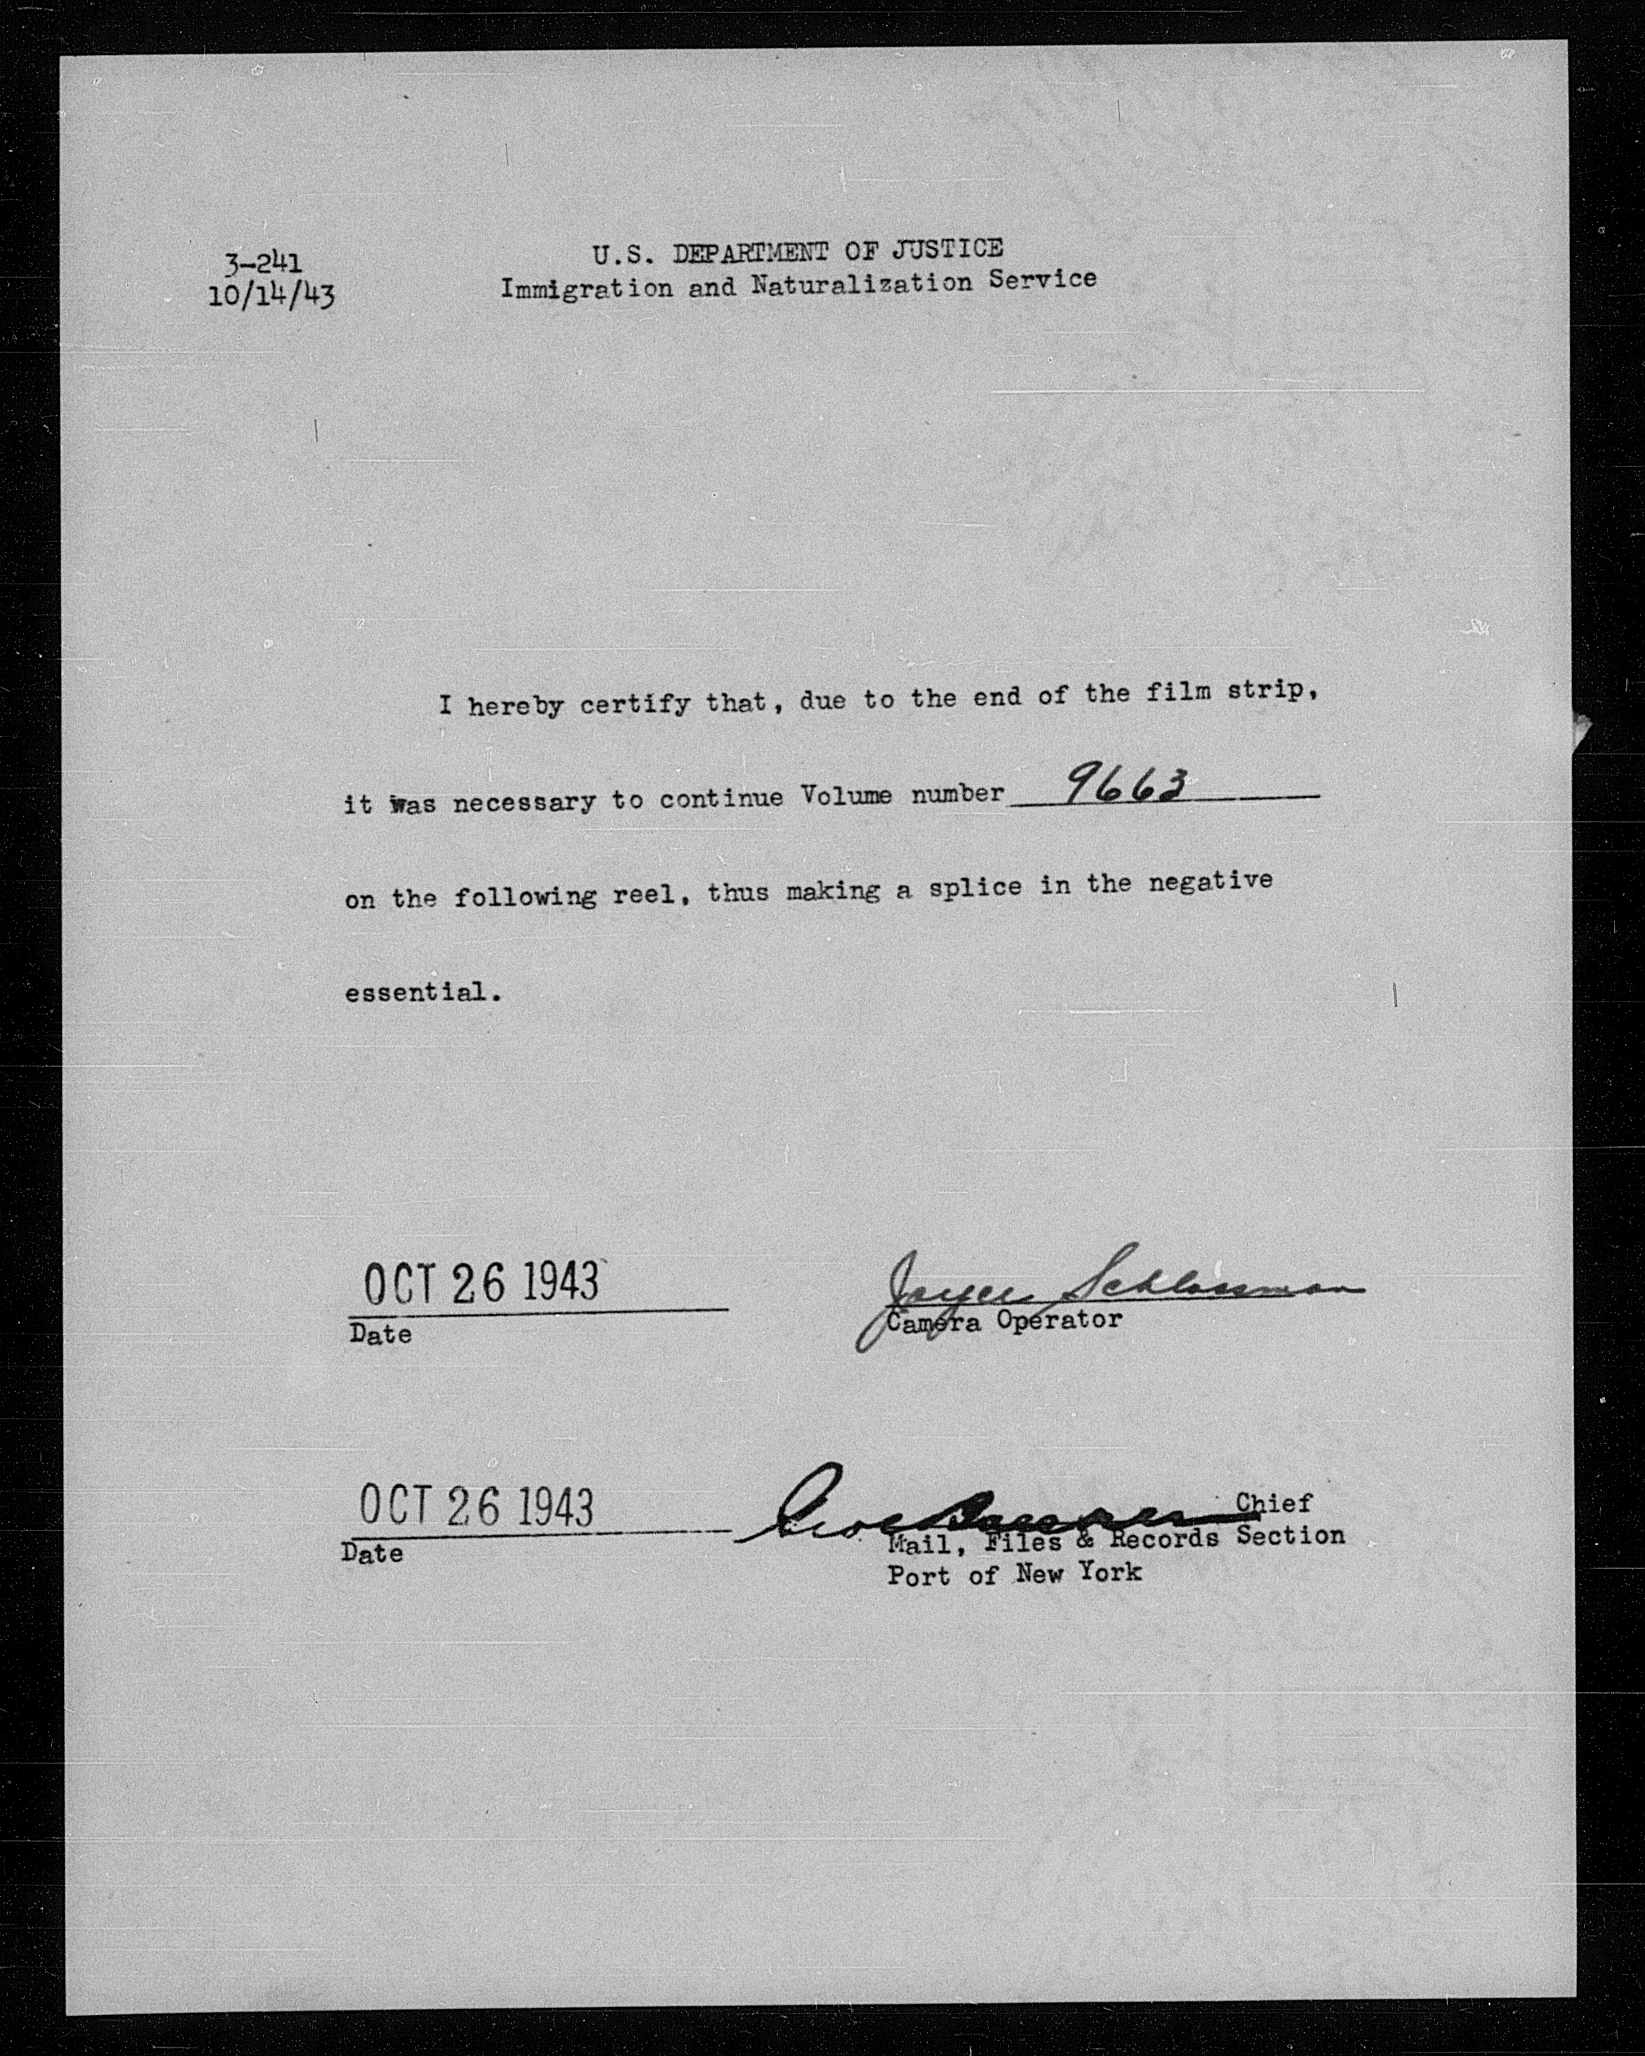 3-241
10/14/43
U.S. DEPARTMENT OF JUSTICE
Immigration and Naturalization Service
I hereby certify that, due to the end of the film strip,
it was necessary to continue Volume number 9663
on the following reel, thus making a splice in the negative
essential.
OCT 26 1943
Date
Joyce Schlossman
Camera Operator
OCT 26 1943
Date
Chief
Mail, Files & Records Section
Port of New York